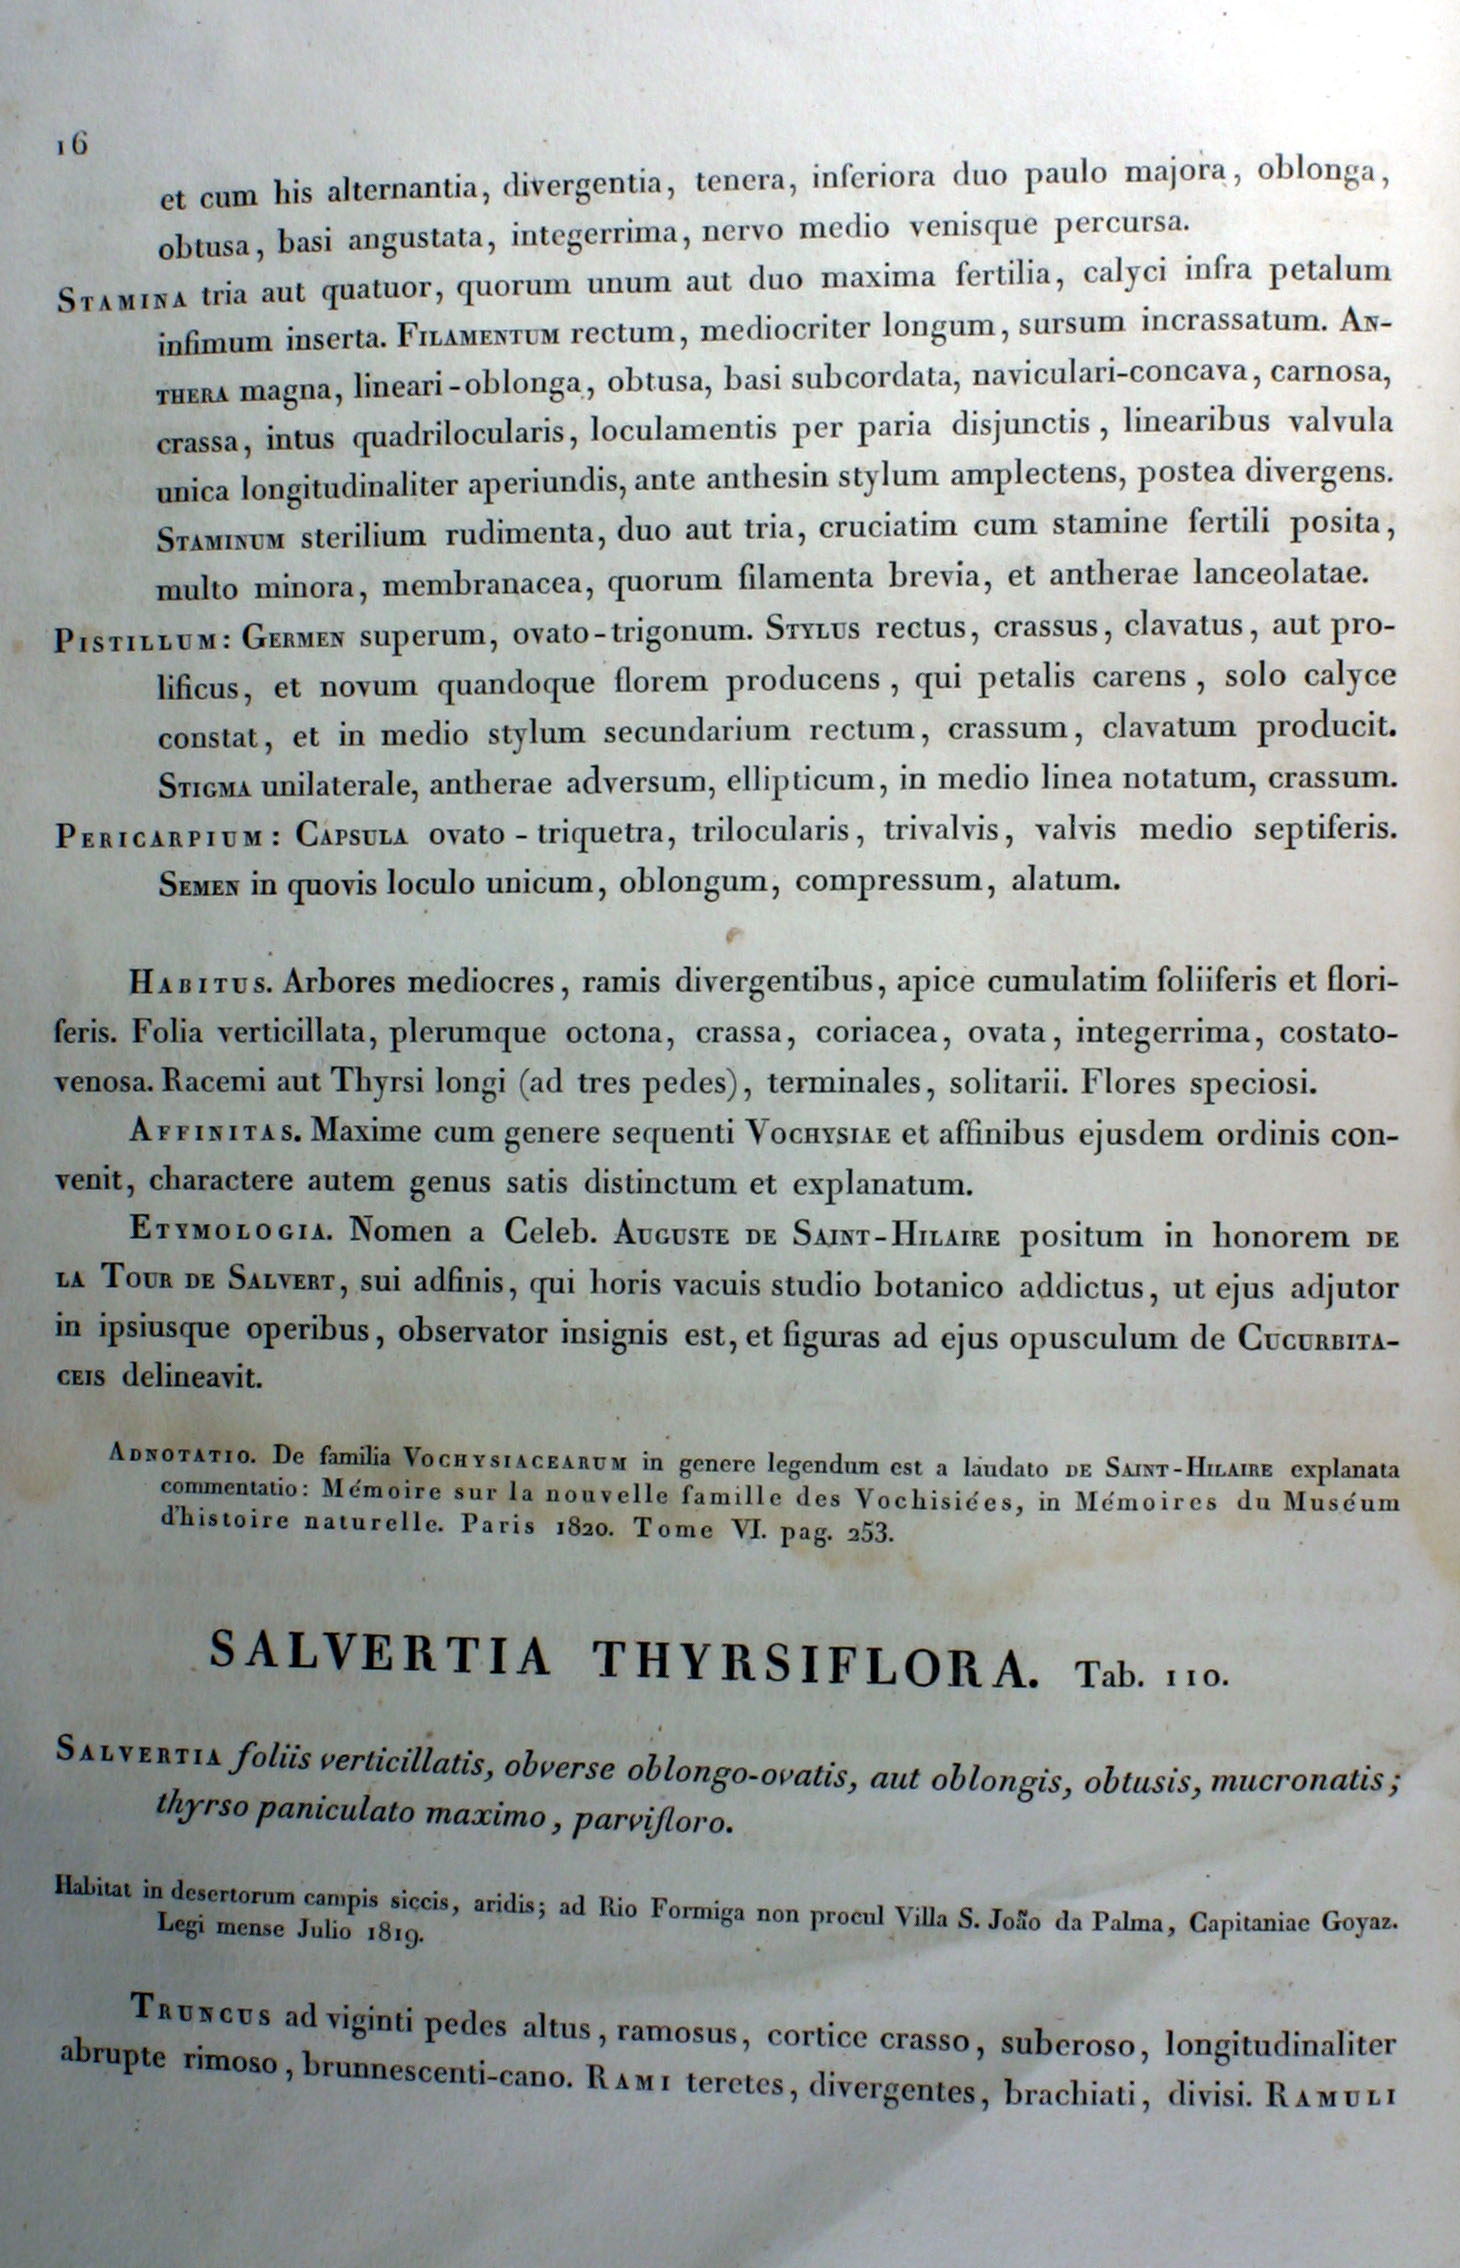 16
et cum his alternantia, divergentia, tenera, inferiora duo paulo majora, oblonga,
obtusa, basi angustata, integerrima, nervo medio venisque percursa.
STAMINA tria aut quatuor, quorum unum aut duo maxima fertilia, calyci infra petalum
infimum inserta. FILAMENTUM rectum, mediocriter longum, sursum incrassatum. AN-
THERA magna, lineari-oblonga, obtusa, basi subcordata, naviculari-concava, carnosa,
crassa, intus quadrilocularis, loculamentis per paria disjunctis, linearibus valvula
unica longitudinaliter aperiundis, ante anthesin stylum amplectens, postea divergens.
STAMINUM sterilium rudimenta, duo aut tria, cruciatim cum stamine fertili posita,
multo minora, membranacea, quorum filamenta brevia, et antherae lanceolatae.
PISTILLUM: GERMEN superum, ovato-trigonum. STYLUS rectus, crassus, clavatus, aut pro-
lificus, et novum quandoque florem producens, qui petalis carens, solo calyce
constat, et in medio stylum secundarium rectum, crassum, clavatum producit.
STIGMA unilaterale, antherae adversum, ellipticum, in medio linea notatum, crassum.
PERICARPIUM: CAPSULA ovato-triquetra, trilocularis, trivalvis, valvis medio septiferis.
SEMEN in quovis loculo unicum, oblongum, compressum, alatum.
HABITUS. Arbores mediocres, ramis divergentibus, apice cumulatim foliiferis et flori-
feris. Folia verticillata, plerumque octona, crassa, coriacea, ovata, integerrima, costato-
venosa. Racemi aut Thyrsi longi (ad tres pedes), terminales, solitarii. Flores speciosi.
AFFINITAS. Maxime cum genere sequenti VOCHYSIAE et affinibus ejusdem ordinis con-
venit, charactere autem genus satis distinctum et explanatum.
ETYMOLOGIA. Nomen a Celeb. AUGUSTE DE SAINT-HILAIRE positum in honorem DE
LA TOUR DE SALVERT, sui adfinis, qui horis vacuis studio botanico addictus, ut ejus adjutor
in ipsiusque operibus, observator insignis est, et figuras ad ejus opusculum de CUCURBITA-
CEIS delineavit.
ADNOTATIO. De familia VOCHYSIACEARUM in genere legendum est a laudato DE SAINT-HILAIRE explanata
commentatio: Mémoire sur la nouvelle famille des Vochisiées, in Mémoires du Muséum
d'histoire naturelle. Paris 1820. Tome VI. pag. 253.
SALVERTIA THYRSIFLORA. Tab. 110.
SALVERTIA foliis verticillatis, obverse oblongo-ovatis, aut oblongis, obtusis, mucronatis;
thyrso paniculato maximo, parvifloro.
Habitat in desertorum campis siccis, aridis; ad Rio Formiga non procul Villa S. João da Palma, Capitaniae Goyaz.
Legi mense Julio 1819.
TRUNCUS ad viginti pedes altus, ramosus, cortice crasso, suberoso, longitudinaliter
abrupte rimoso, brunnescenti-cano. RAMI teretes, divergentes, brachiati, divisi. RAMULI